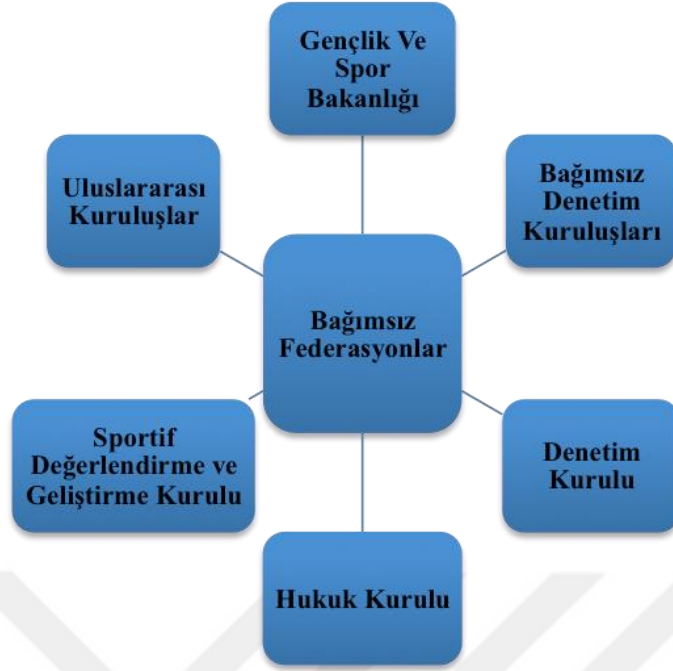 Gençlik Ve
Spor
Bakanlığı
Uluslararası
Kuruluşlar
Bağımsız
Denetim
Kuruluşları
Bağımsız
Federasyonlar
Sportif
Değerlendirme ve
Geliştirme Kurulu
Denetim
Kurulu
Hukuk Kurulu